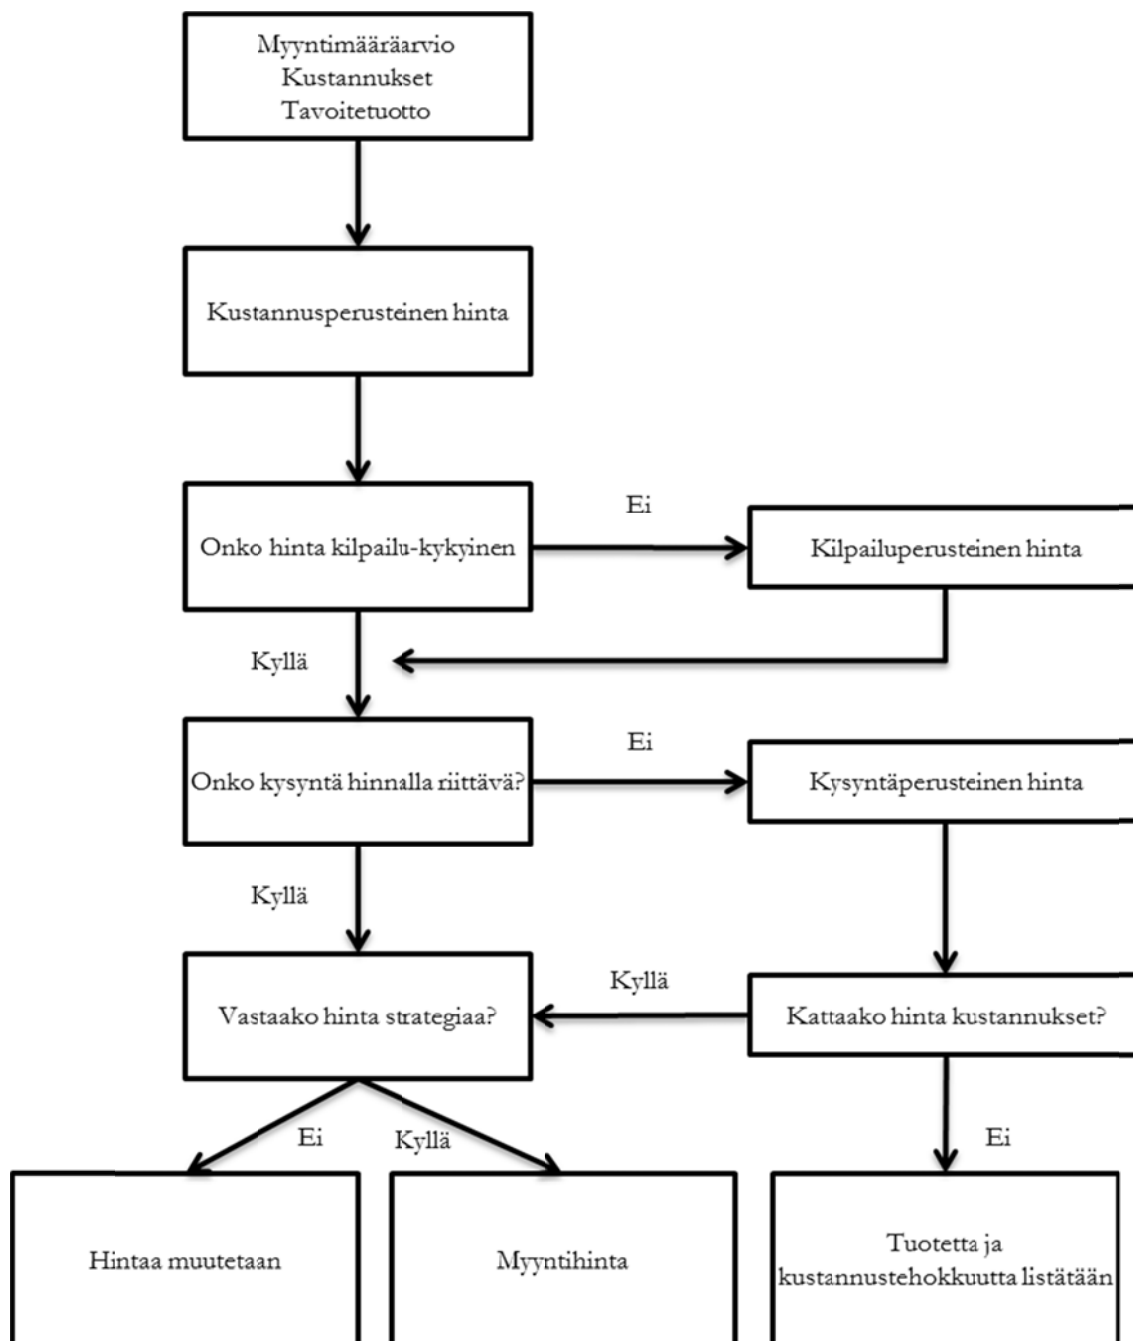 Myyntimääräarvio
Kustannukset
Tavoitetuotto
Kustannusperusteinen hinta
Onko hinta kilpailu-kykyinen
Ei
Kilpailuperusteinen hinta
Kyllä
Onko kysyntä hinnalla riittävä?
Ei
Kysyntäperusteinen hinta
Kyllä
Vastaako hinta strategiaa?
Kyllä
Kattaako hinta kustannukset?
Ei
Kyllä
Ei
Hintaa muutetaan
Myyntihinta
Tuotetta ja
kustannustehokkuutta listätään